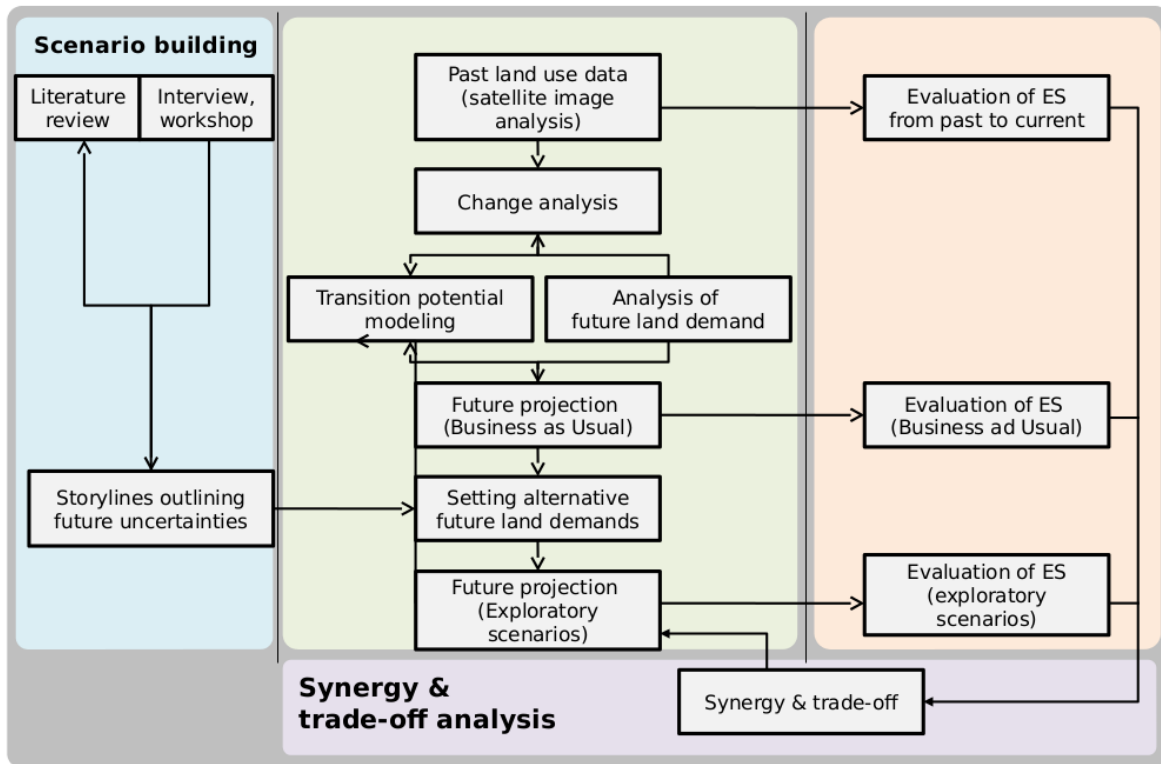 Scenario building
Literature
review
Interview,
workshop
Storylines outlining
future uncertainties
Past land use data
(satellite image
analysis)
Change analysis
Transition potential
modeling
Analysis of
future land demand
Future projection
(Business as Usual)
Setting alternative
future land demands
Future projection
(Exploratory
scenarios)
Evaluation of ES
from past to current
Evaluation of ES
(Business ad Usual)
Evaluation of ES
(exploratory
scenarios)
Synergy &
trade-off analysis
Synergy & trade-off